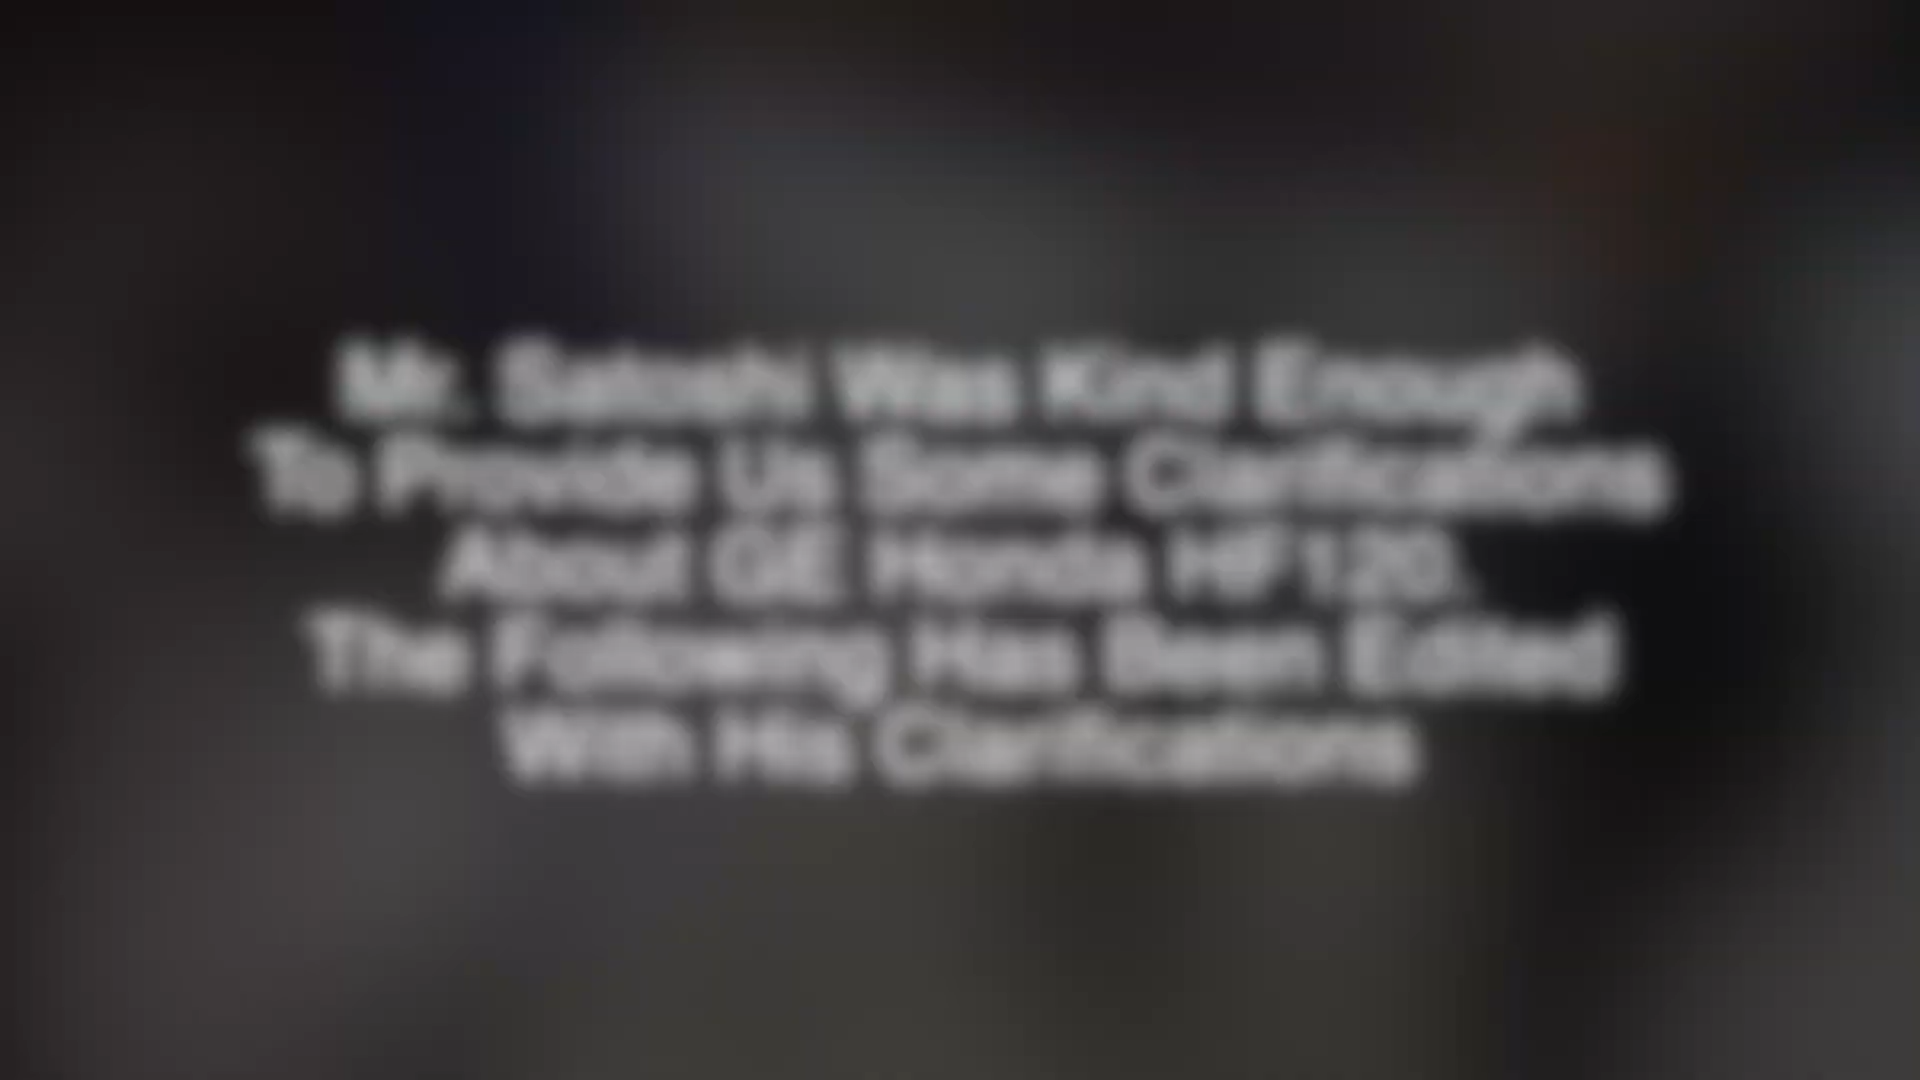 Mr. Satoshi Was Kind Enough
To Provide Us Some Clarifications
About GE Honda HF120.
The Following Has Been Edited
With His Clarifications